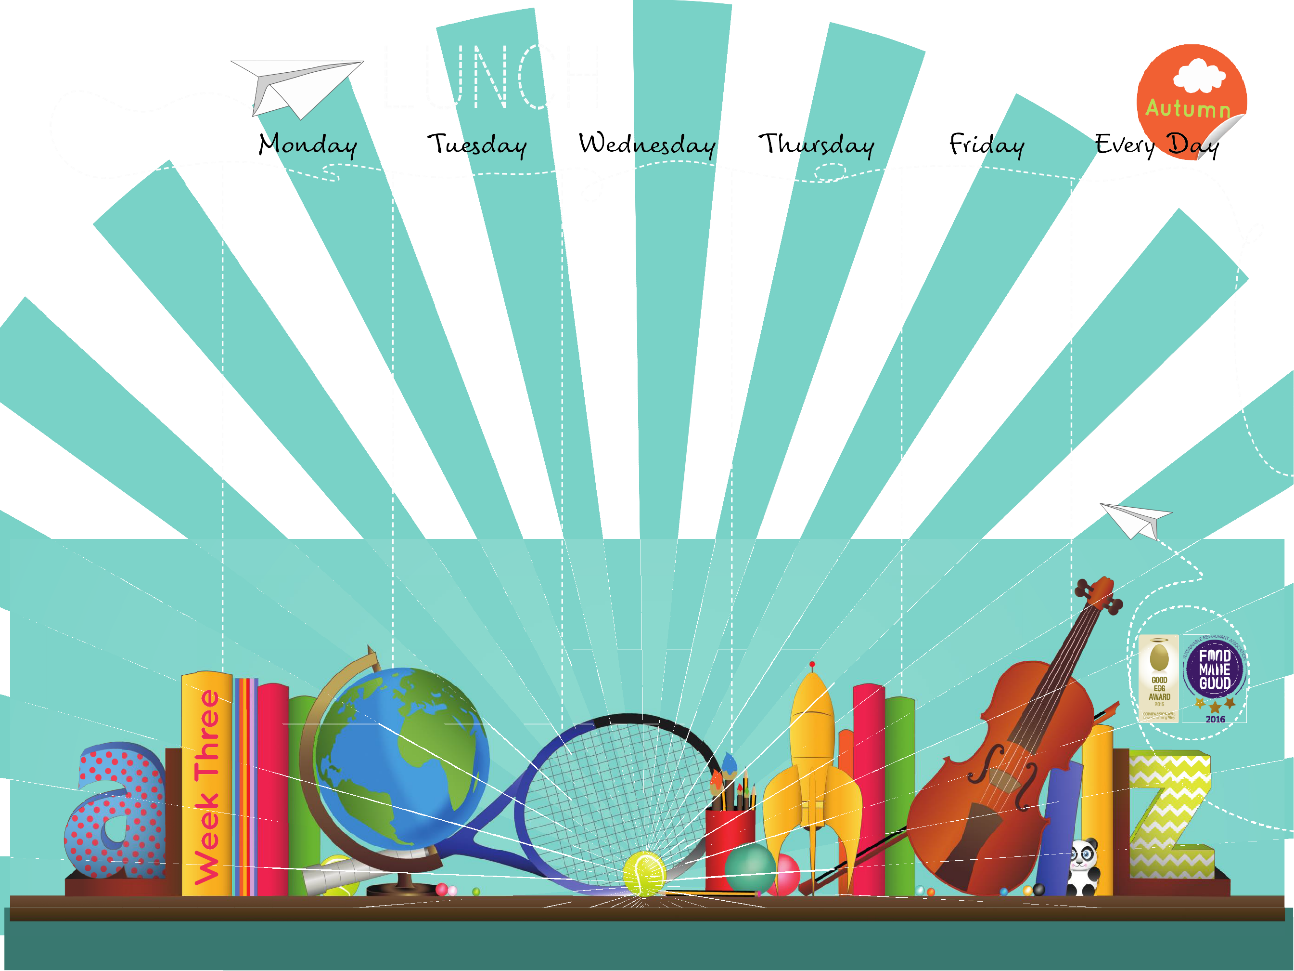 LUNCH
Autumn
Monday Tuesday Wednesday Thursday Friday Every Day
Week Three
GOOD
EGG
AWARD
FOOD
MADE
GOOD
2016
a
z